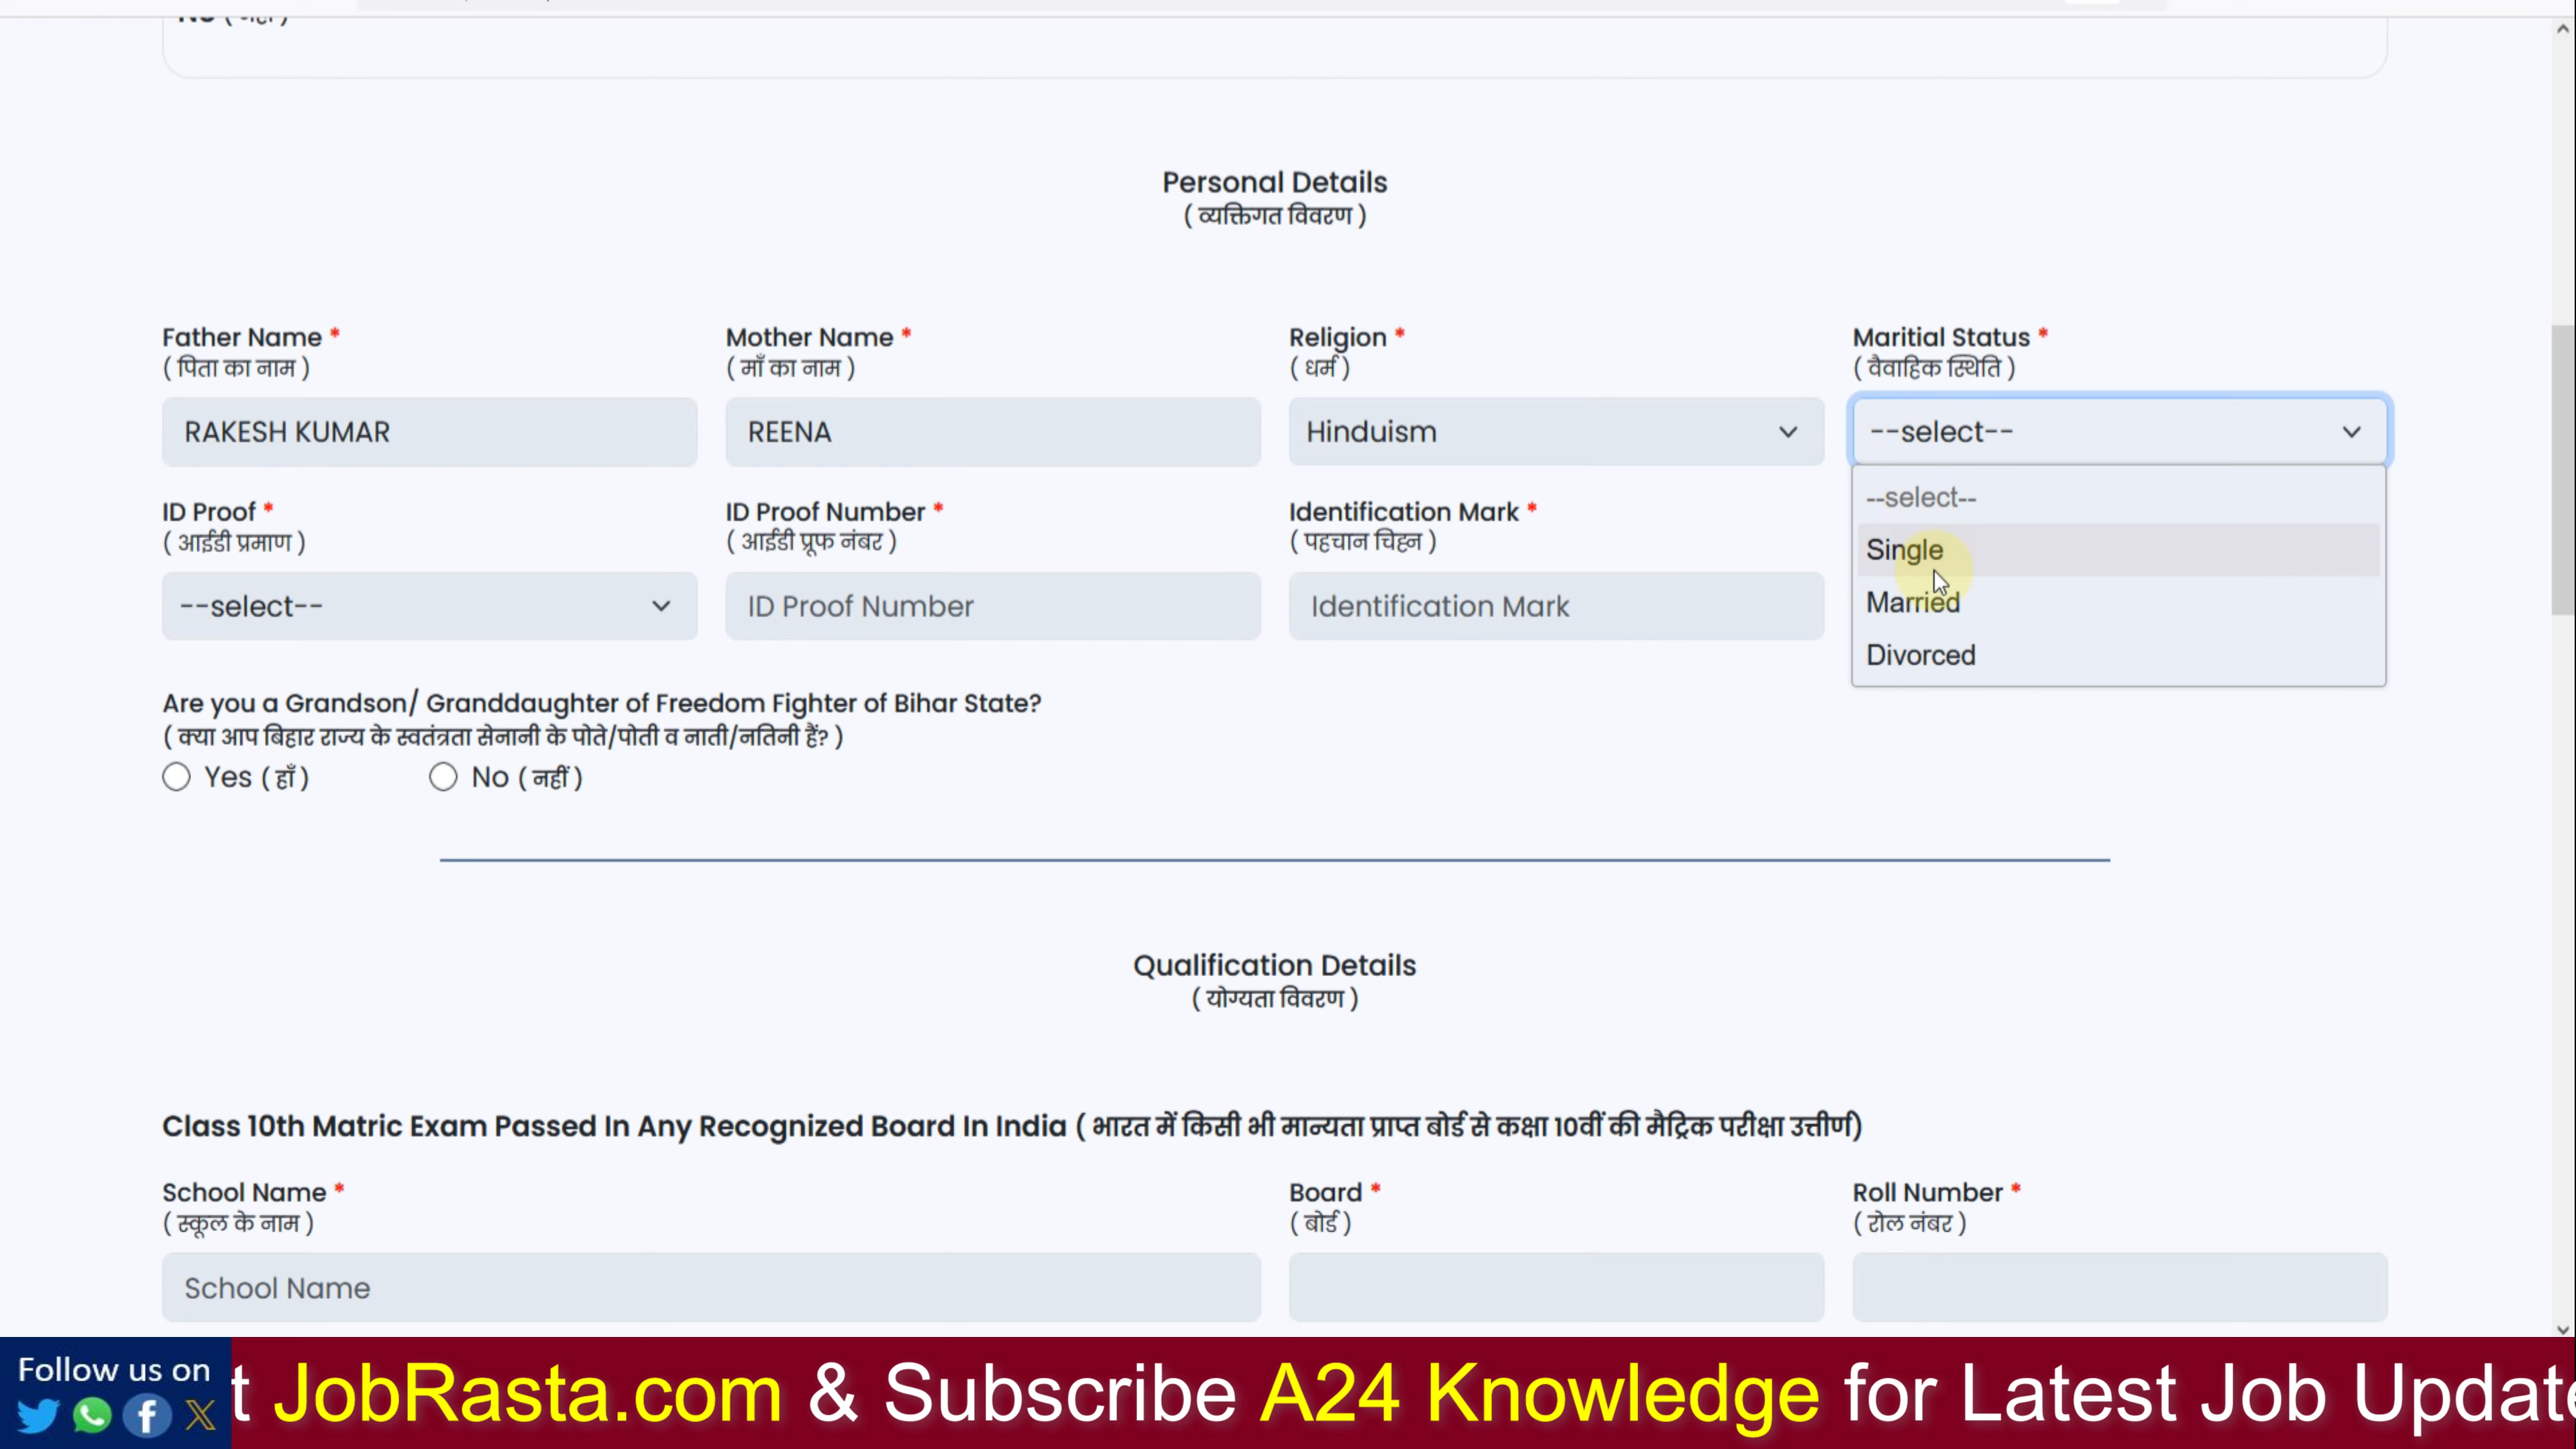 Personal Details
( व्यक्तिगत विवरण )
Father Name *
( पिता का नाम )
Mother Name *
( माँ का नाम )
Religion *
( धर्म )
Maritial Status *
( वैवाहिक स्थिति )
RAKESH KUMAR
REENA
Hinduism
--select--
--select--
Single
Married
Divorced
ID Proof *
( आईडी प्रमाण )
ID Proof Number *
( आईडी प्रूफ नंबर )
Identification Mark *
( पहचान चिह्न )
--select--
ID Proof Number
Identification Mark
Are you a Grandson/ Granddaughter of Freedom Fighter of Bihar State?
( क्या आप बिहार राज्य के स्वतंत्रता सेनानी के पोते/पोती व नाती/नतिनी हैं? )
Yes ( हाँ )
No ( नहीं )
Qualification Details
( योग्यता विवरण )
Class 10th Matric Exam Passed In Any Recognized Board In India ( भारत में किसी भी मान्यता प्राप्त बोर्ड से कक्षा 10वीं की मैट्रिक परीक्षा उत्तीर्ण)
School Name *
( स्कूल के नाम )
Board *
( बोर्ड )
Roll Number *
( रोल नंबर )
School Name
Follow us on
t JobRasta.com & Subscribe A24 Knowledge for Latest Job Update